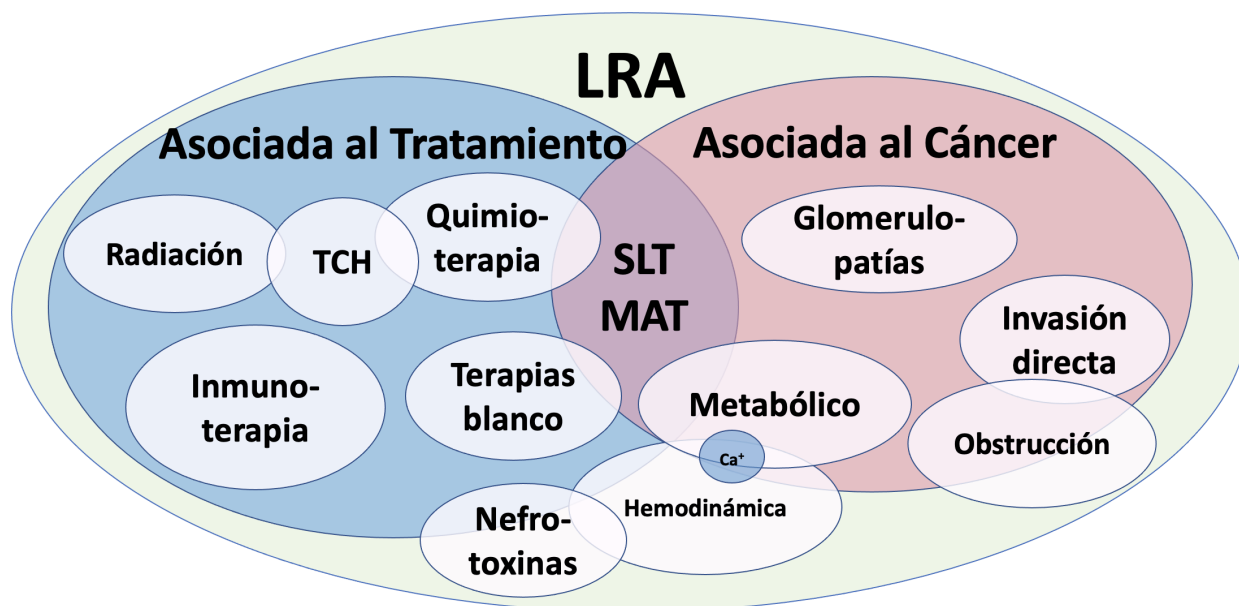 LRA
Asociada al Tratamiento
Asociada al Cáncer
Radiación
TCH
Quimio-
terapia
SLT
MAT
Glomerulo-
patías
Invasión
directa
Inmuno-
terapia
Terapias
blanco
Metabólico
Obstrucción
Ca⁺
Hemodinámica
Nefro-
toxinas